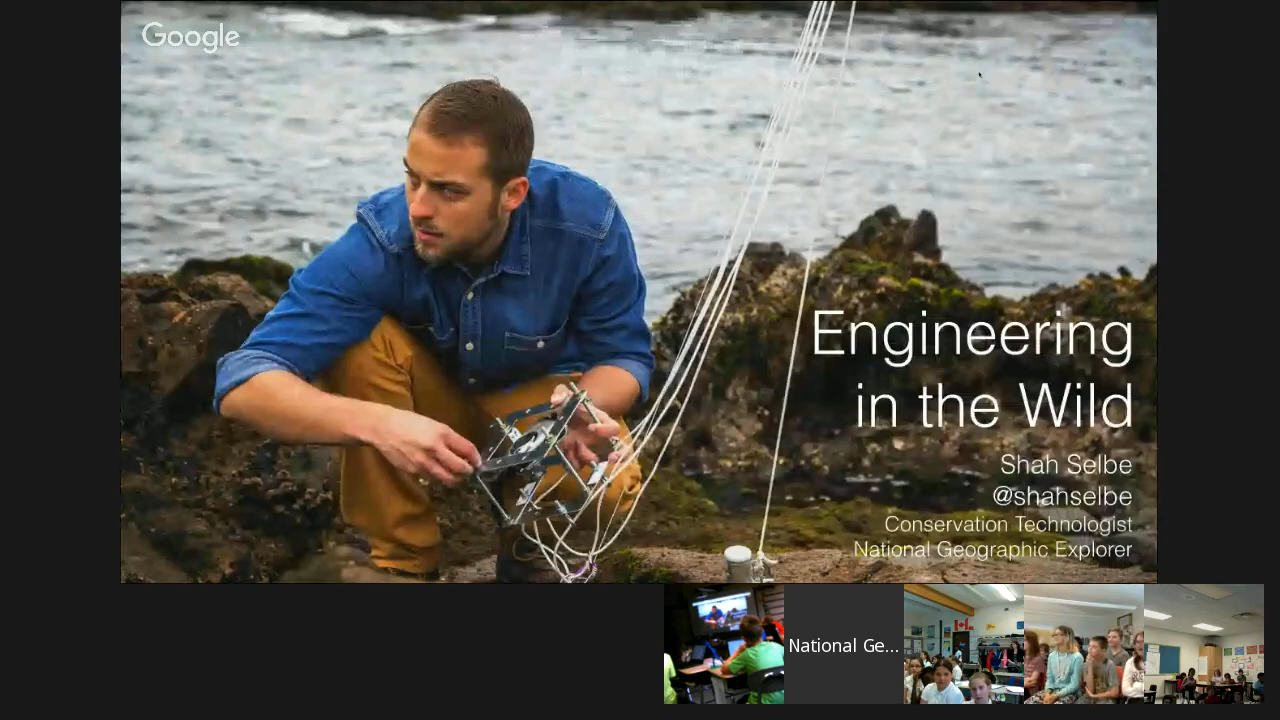 Google
Engineering
in the Wild
Shah Selbe
@shahselbe
Conservation Technologist
National Geographic Explorer
National Ge...